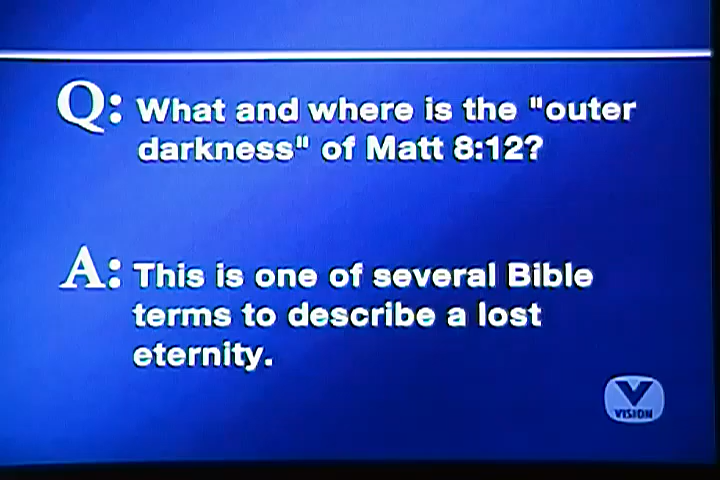 Q: What and where is the "outer
darkness" of Matt 8:12?
A: This is one of several Bible
terms to describe a lost
eternity.
V
VISION